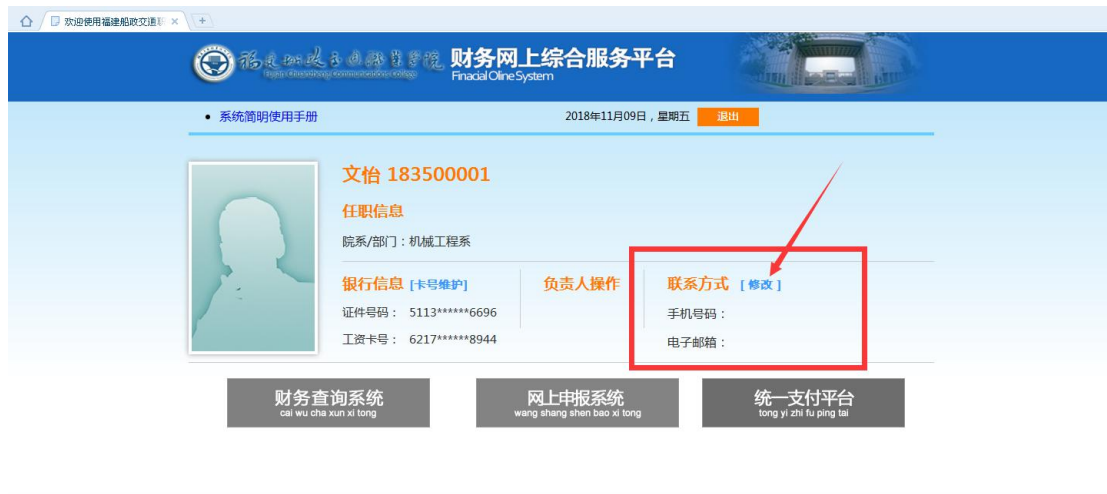 欢迎使用福建船政交通职 × +
福建船政交通職業学院 财务网上综合服务平台
Fujian Chuanzheng Communications College Finacial Oline System
• 系统简明使用手册 2018年11月09日，星期五 退出
文怡 183500001
任职信息
院系/部门：机械工程系
银行信息 [卡号维护] 负责人操作 联系方式 [ 修改 ]
证件号码： 5113******6696 手机号码：
工资卡号： 6217******8944 电子邮箱：
财务查询系统 网上申报系统 统一支付平台
cai wu cha xun xi tong wang shang shen bao xi tong tong yi zhi fu ping tai